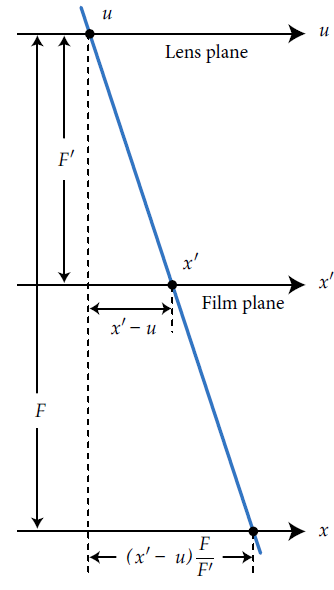 u
u
Lens plane
F′
x′
x′
Film plane
x′ − u
F
x
(x′ − u) F/F′